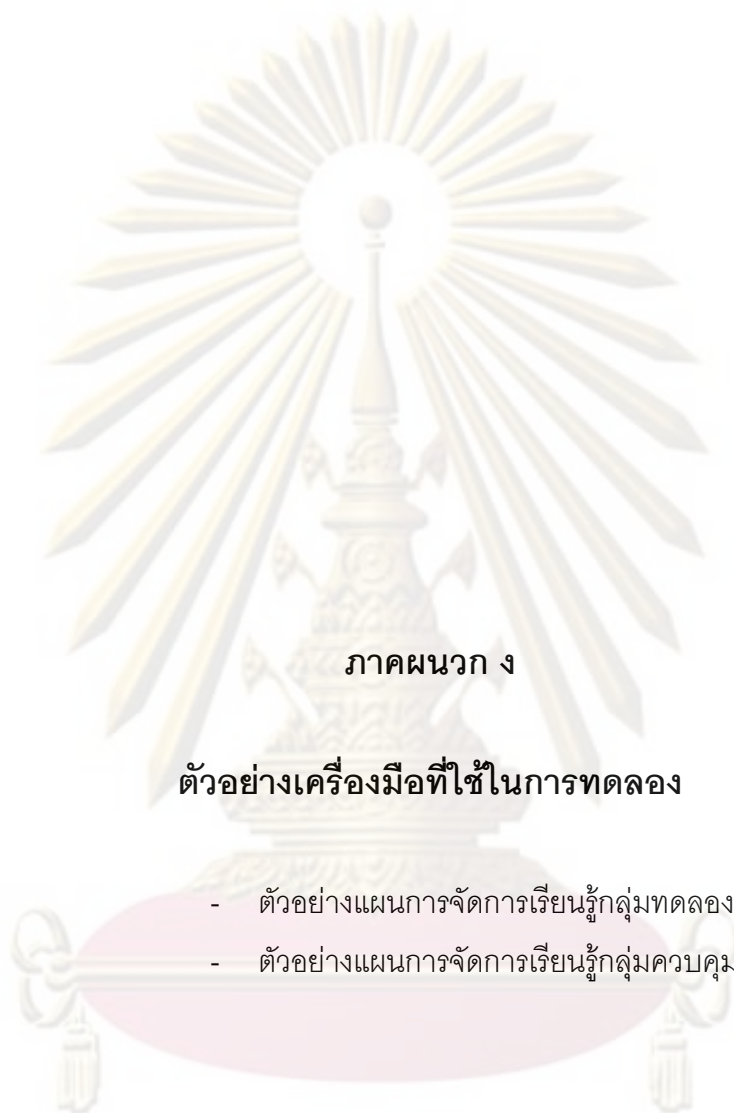 ภาคผนวก ง
ตัวอย่างเครื่องมือที่ใช้ในการทดลอง
- ตัวอย่างแผนการจัดการเรียนรู้กลุ่มทดลอง
- ตัวอย่างแผนการจัดการเรียนรู้กลุ่มควบคุม